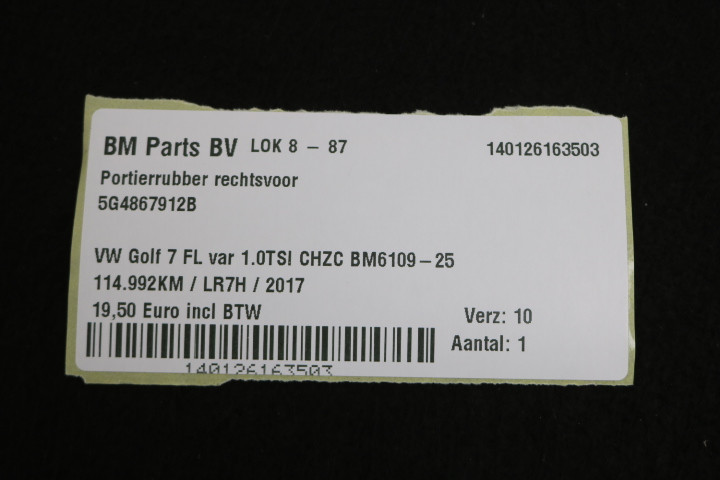 BM Parts BV LOK 8 - 87 140126163503
Portierrubber rechtsvoor
5G4867912B
VW Golf 7 FL var 1.0TSI CHZC BM6109-25
114.992KM / LR7H / 2017
19,50 Euro incl BTW Verz: 10
Aantal: 1
140126163503